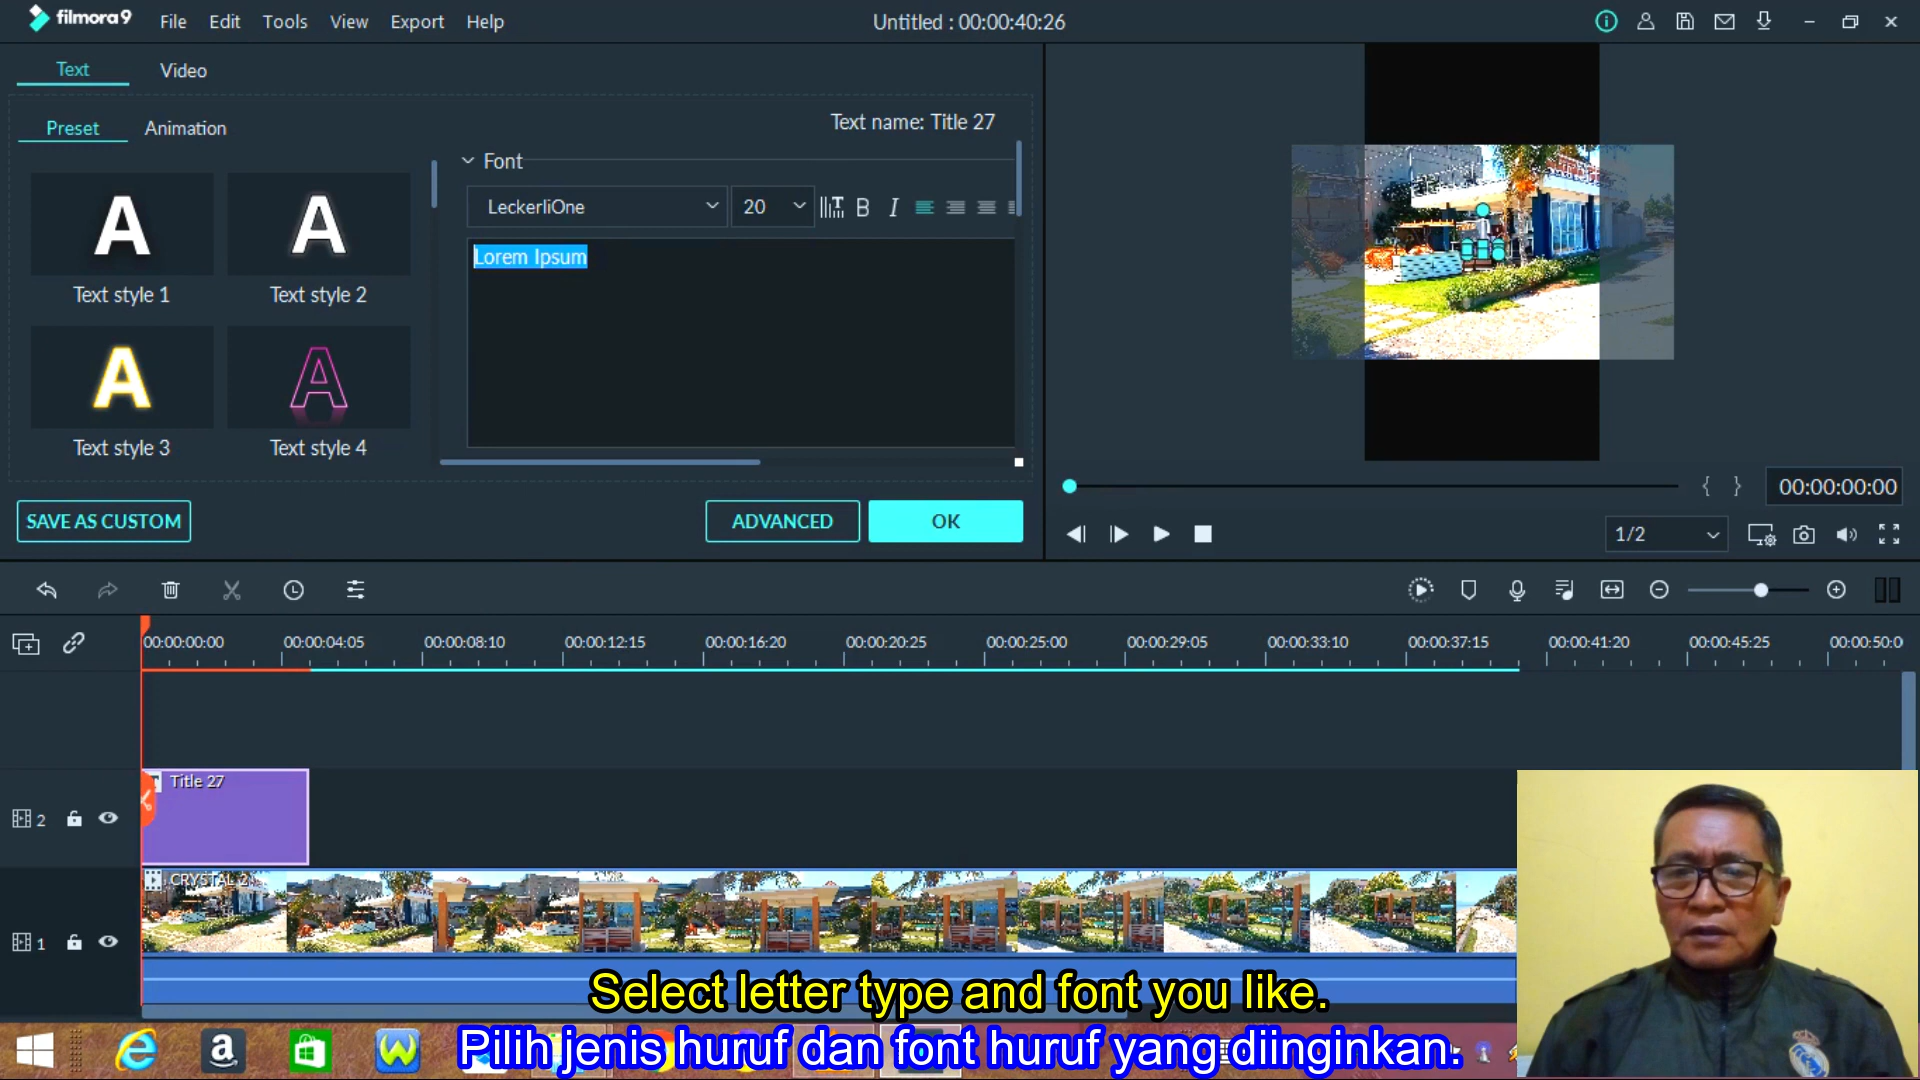 filmora9
File Edit Tools View Export Help
Untitled : 00:00:40:26
Text Video
Preset Animation
Text name: Title 27
Font
LeckerliOne 20 B I
Lorem Ipsum
A A
Text style 1 Text style 2
A A
Text style 3 Text style 4
SAVE AS CUSTOM ADVANCED OK
{ } 00:00:00:00
1/2
00:00:00:00 00:00:04:05 00:00:08:10 00:00:12:15 00:00:16:20 00:00:20:25 00:00:25:00 00:00:29:05 00:00:33:10 00:00:37:15 00:00:41:20 00:00:45:25 00:00:50:0
Title 27
2
CRYSTAL 2
1
Select letter type and font you like.
Pilih jenis huruf dan font huruf yang diinginkan.